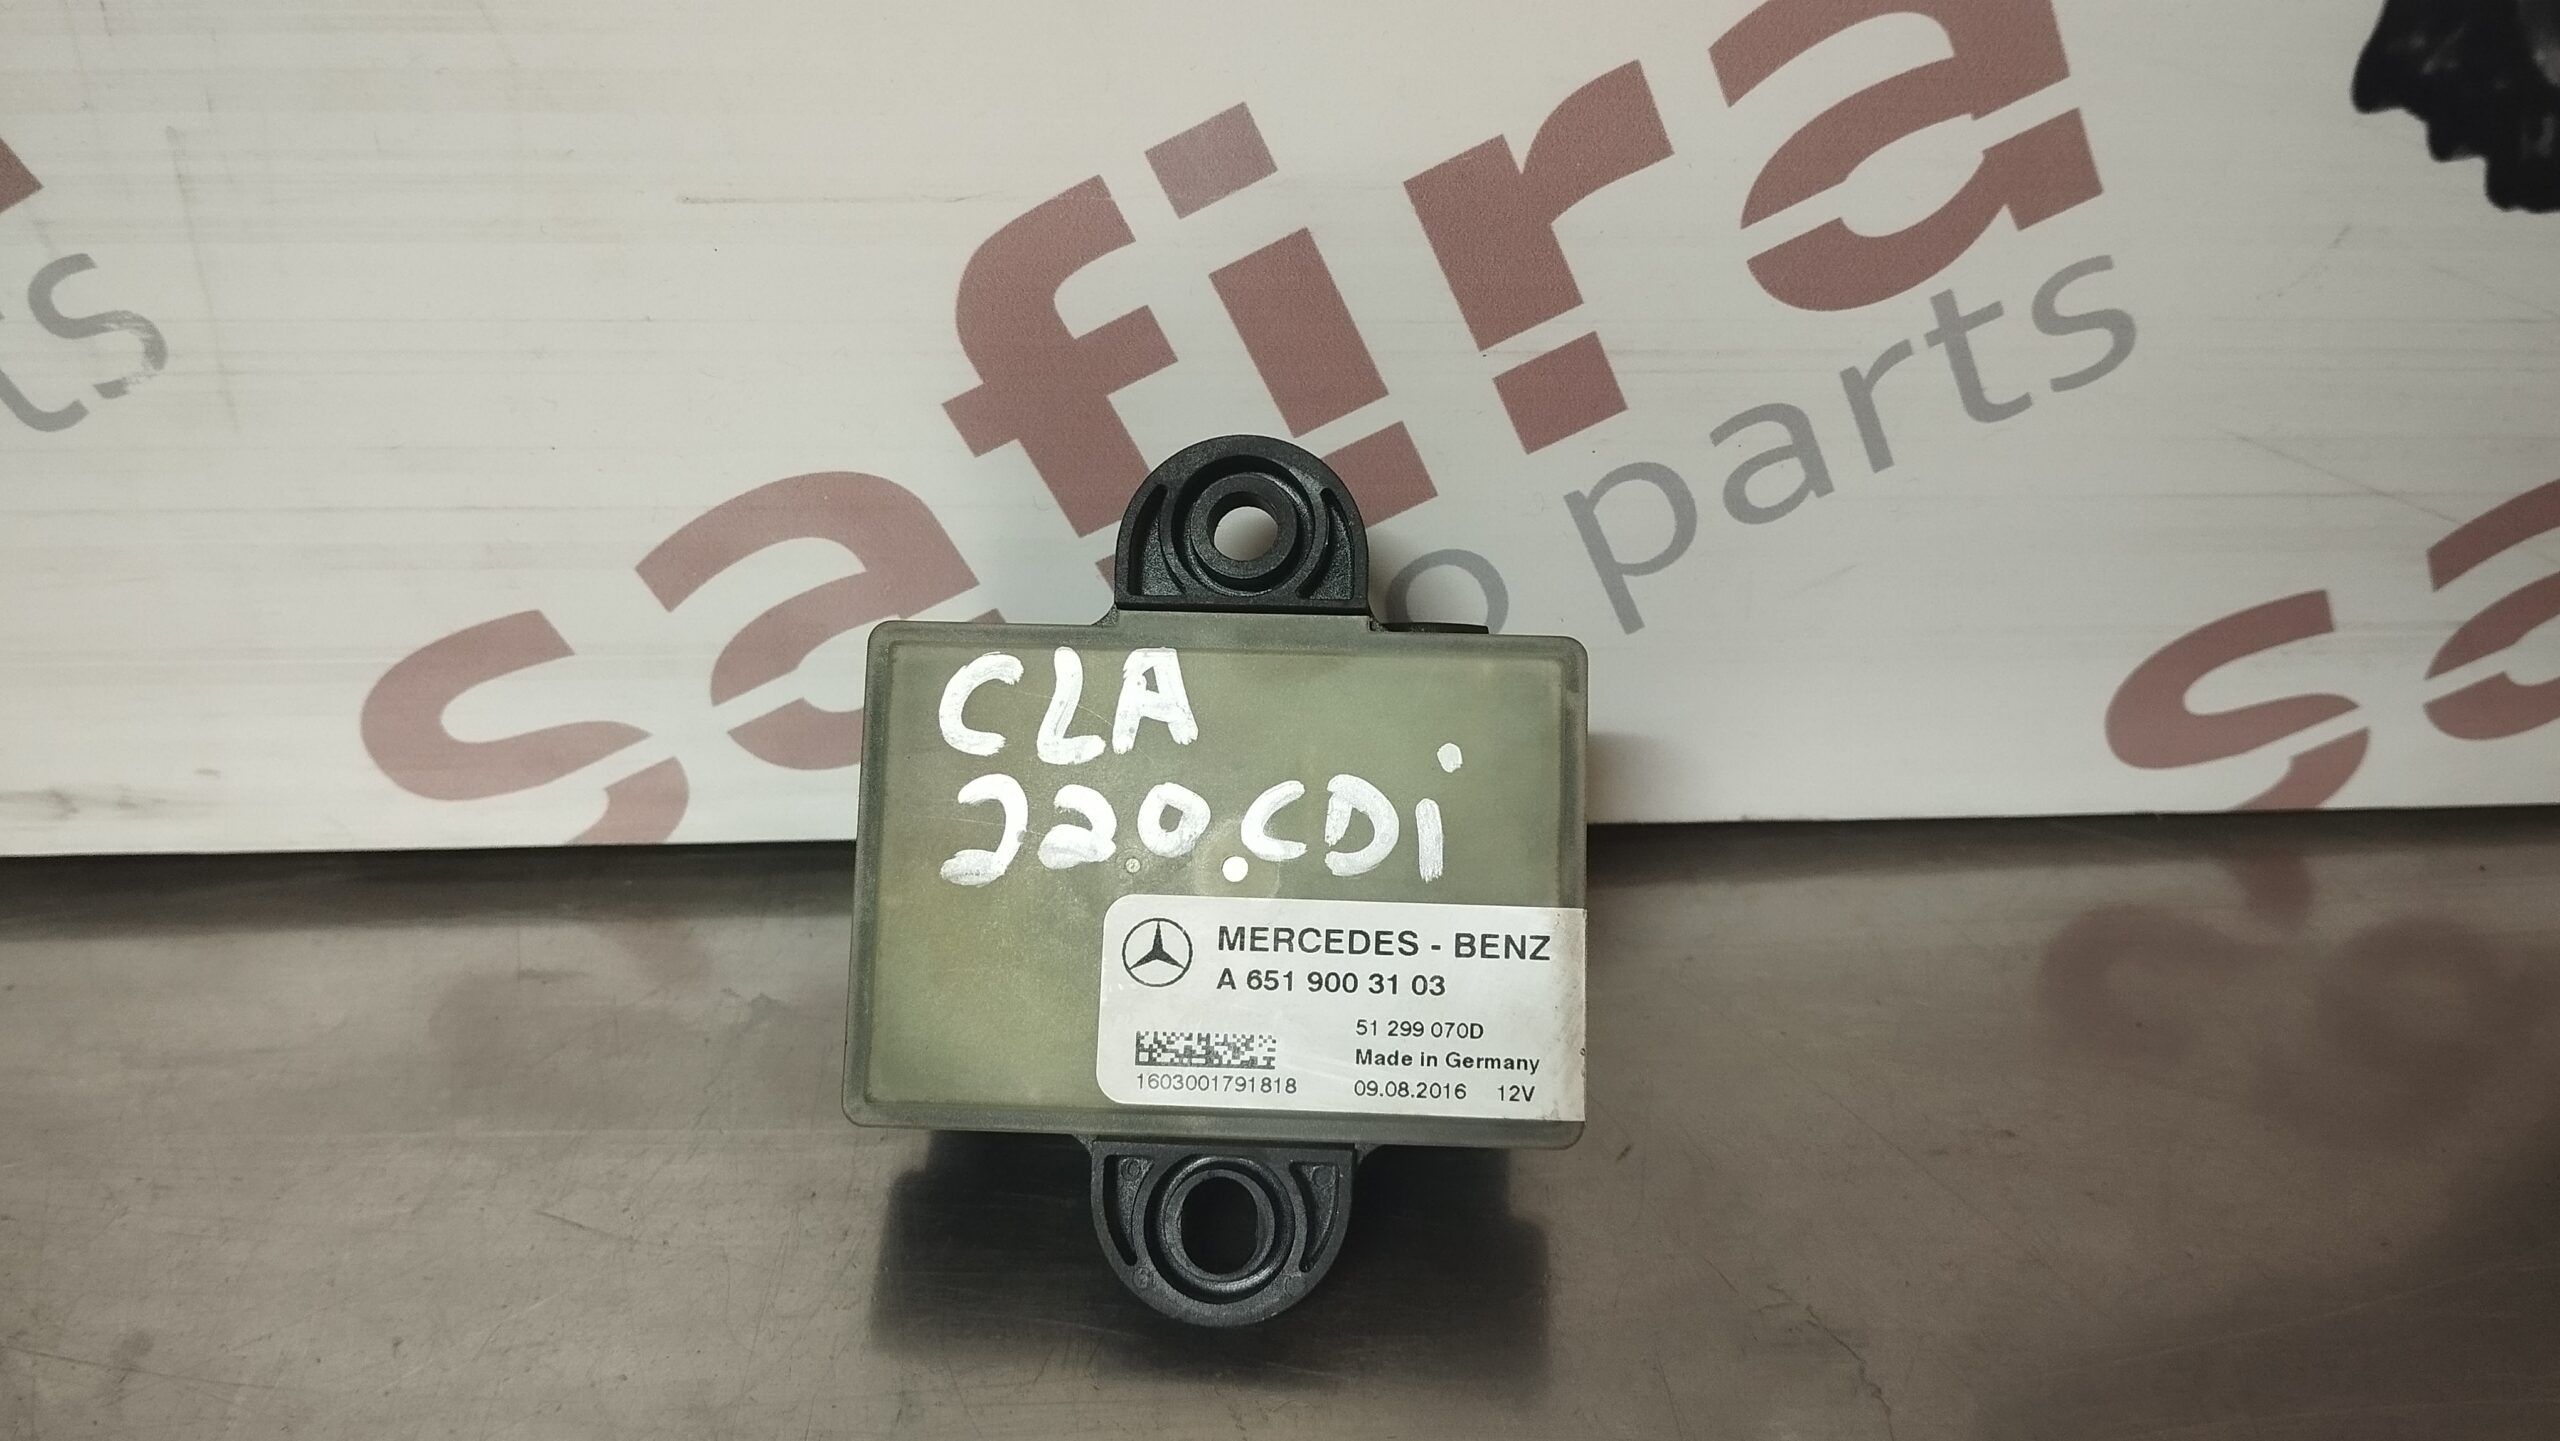 safira
o parts
ts
sa
CLA
220.CDi
MERCEDES - BENZ
A 651 900 31 03
51 299 070D
Made in Germany
1603001791818
09.08.2016 12V